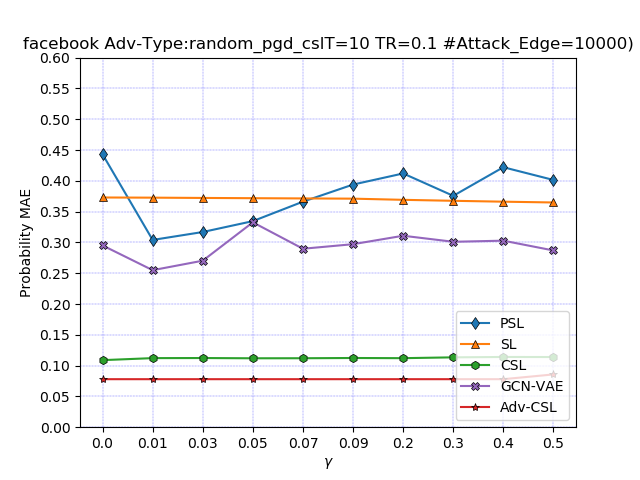 facebook Adv-Type:random_pgd_cslT=10 TR=0.1 #Attack_Edge=10000)
0.60
0.55
0.50
0.45
0.40
0.35
0.30
0.25
0.20
0.15
0.10
0.05
0.00
Probability MAE
0.0 0.01 0.03 0.05 0.07 0.09 0.2 0.3 0.4 0.5
γ
PSL
SL
CSL
GCN-VAE
Adv-CSL